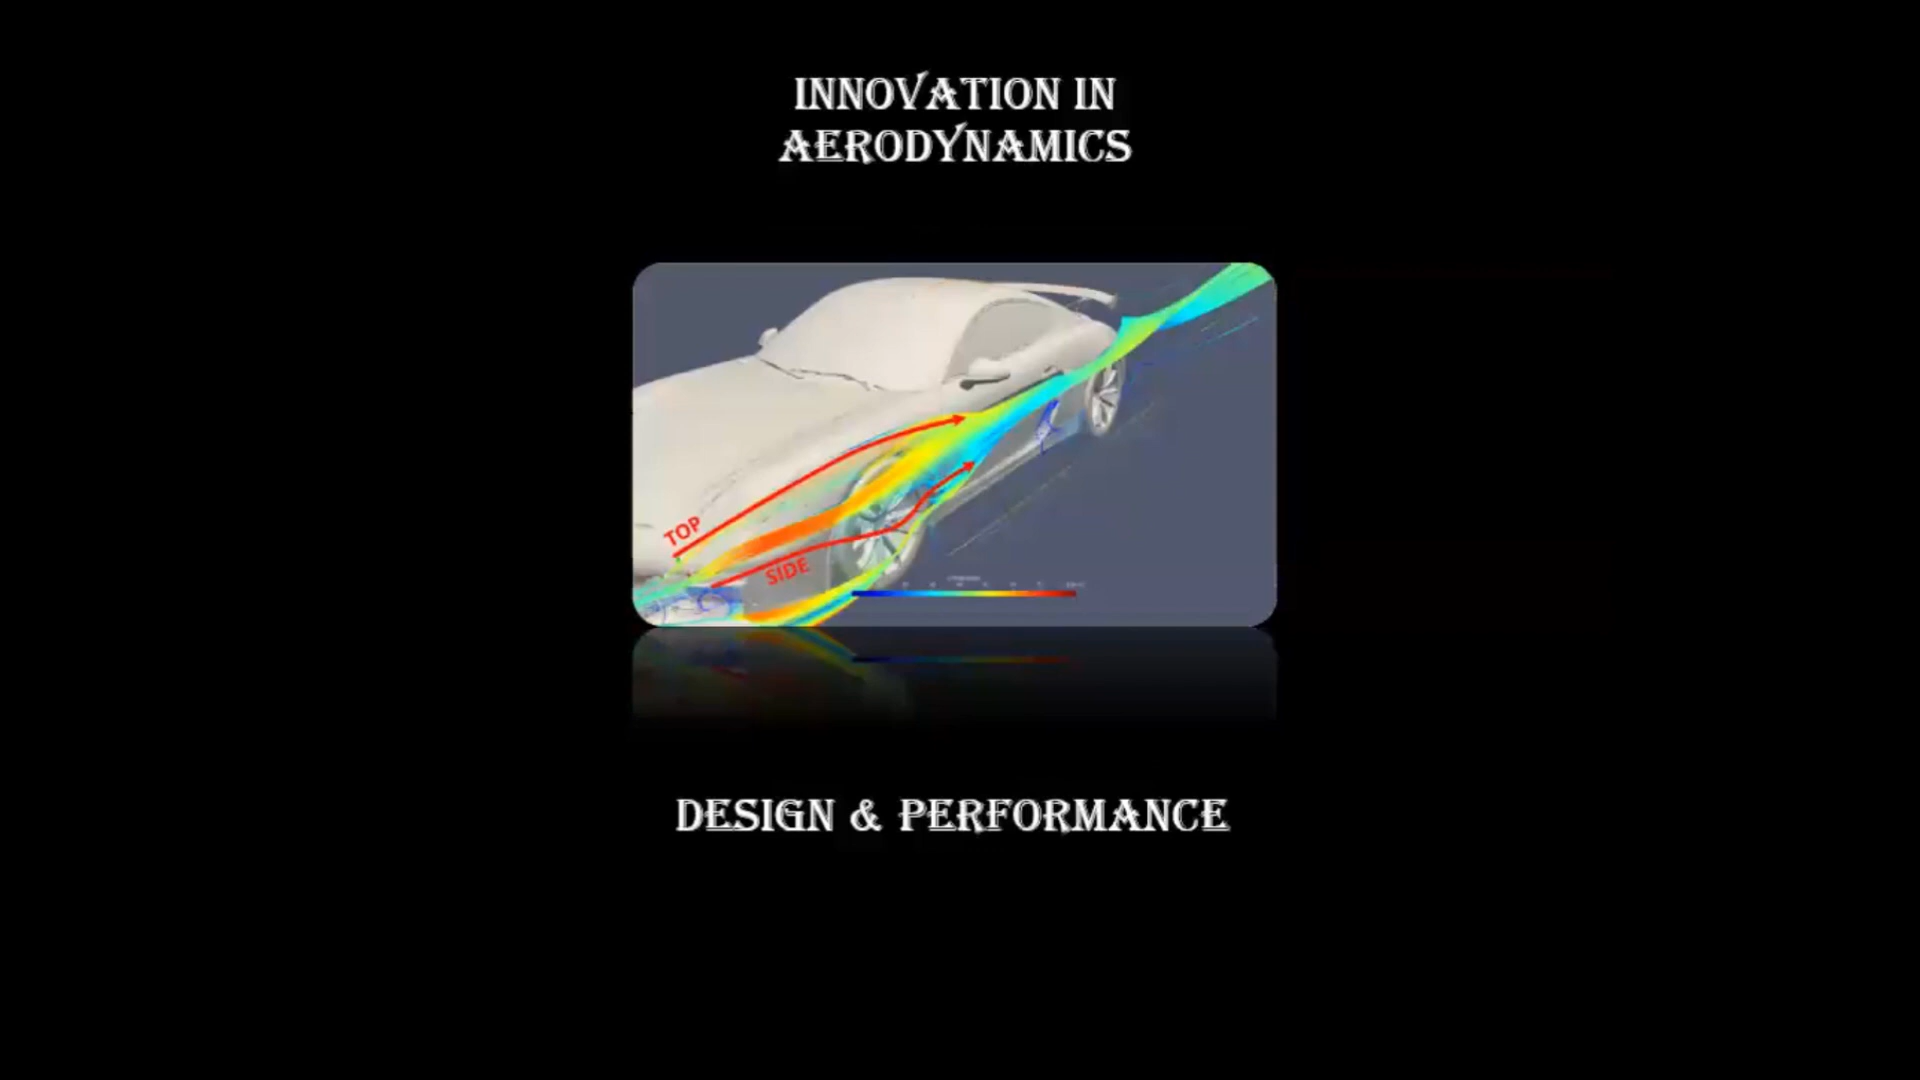 INNOVATION IN
AERODYNAMICS
TOP
SIDE
DESIGN & PERFORMANCE